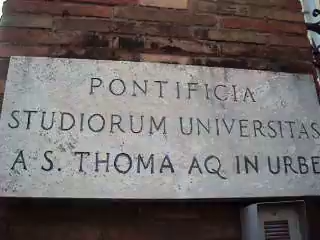 PONTIFICIA
STUDIORUM UNIVERSITAS
A S. THOMA AQ IN URBE